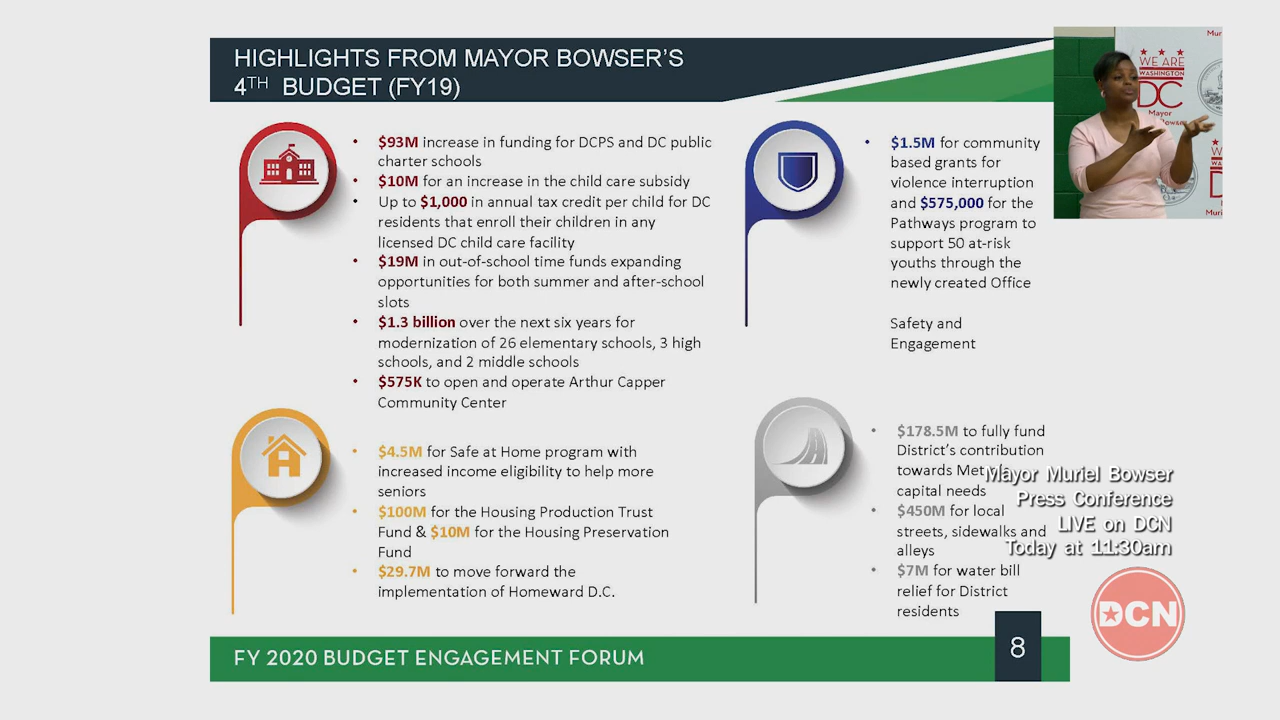 HIGHLIGHTS FROM MAYOR BOWSER'S
4TH BUDGET (FY19)
• $93M increase in funding for DCPS and DC public
charter schools
• $10M for an increase in the child care subsidy
• Up to $1,000 in annual tax credit per child for DC
residents that enroll their children in any
licensed DC child care facility
• $19M in out-of-school time funds expanding
opportunities for both summer and after-school
slots
• $1.3 billion over the next six years for
modernization of 26 elementary schools, 3 high
schools, and 2 middle schools
• $575K to open and operate Arthur Capper
Community Center
• $1.5M for community
based grants for
violence interruption
and $575,000 for the
Pathways program to
support 50 at-risk
youths through the
newly created Office
Safety and
Engagement
• $4.5M for Safe at Home program with
increased income eligibility to help more
seniors
• $100M for the Housing Production Trust
Fund & $10M for the Housing Preservation
Fund
• $29.7M to move forward the
implementation of Homeward D.C.
• $178.5M to fully fund
District's contribution
towards
capital needs
• $450M for local
streets, sidewalks and
alleys
• $7M for water bill
relief for District
residents
WE ARE
WASHINGTON
DC
Mayor
Bowser
Mayor Muriel Bowser
Press Conference
LIVE on DCN
Today at 11:30am
DCN
FY 2020 BUDGET ENGAGEMENT FORUM
8